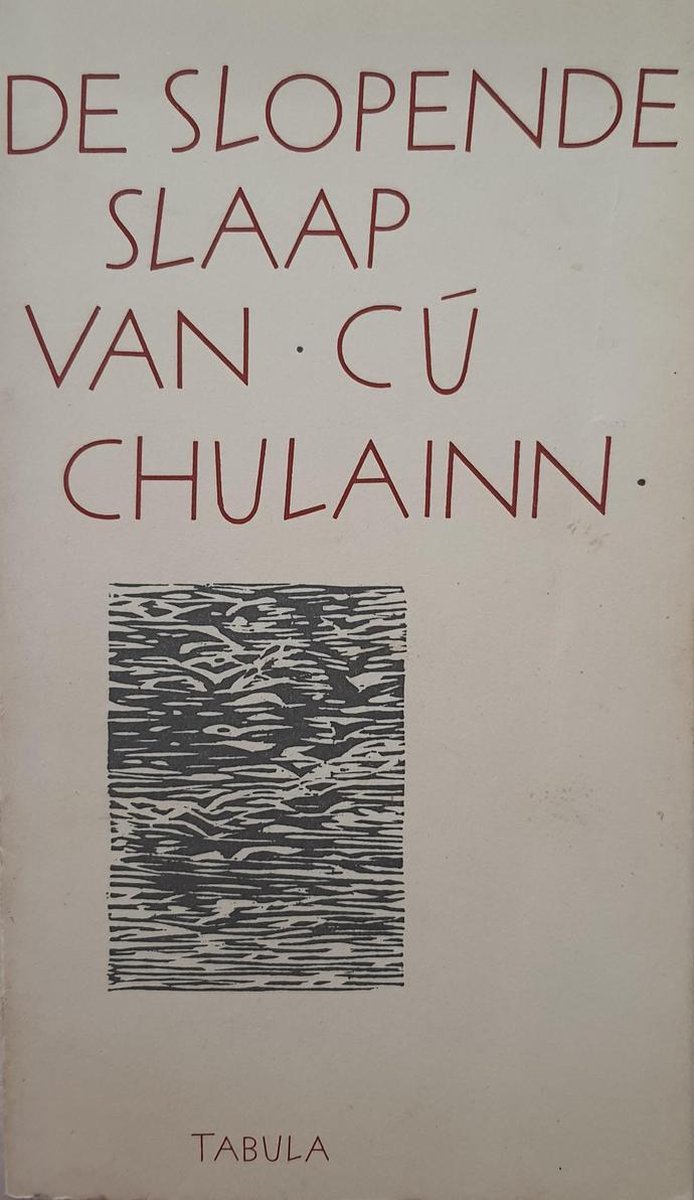 DE SLOPENDE
SLAAP
VAN · CÚ
CHULAINN ·
TABULA